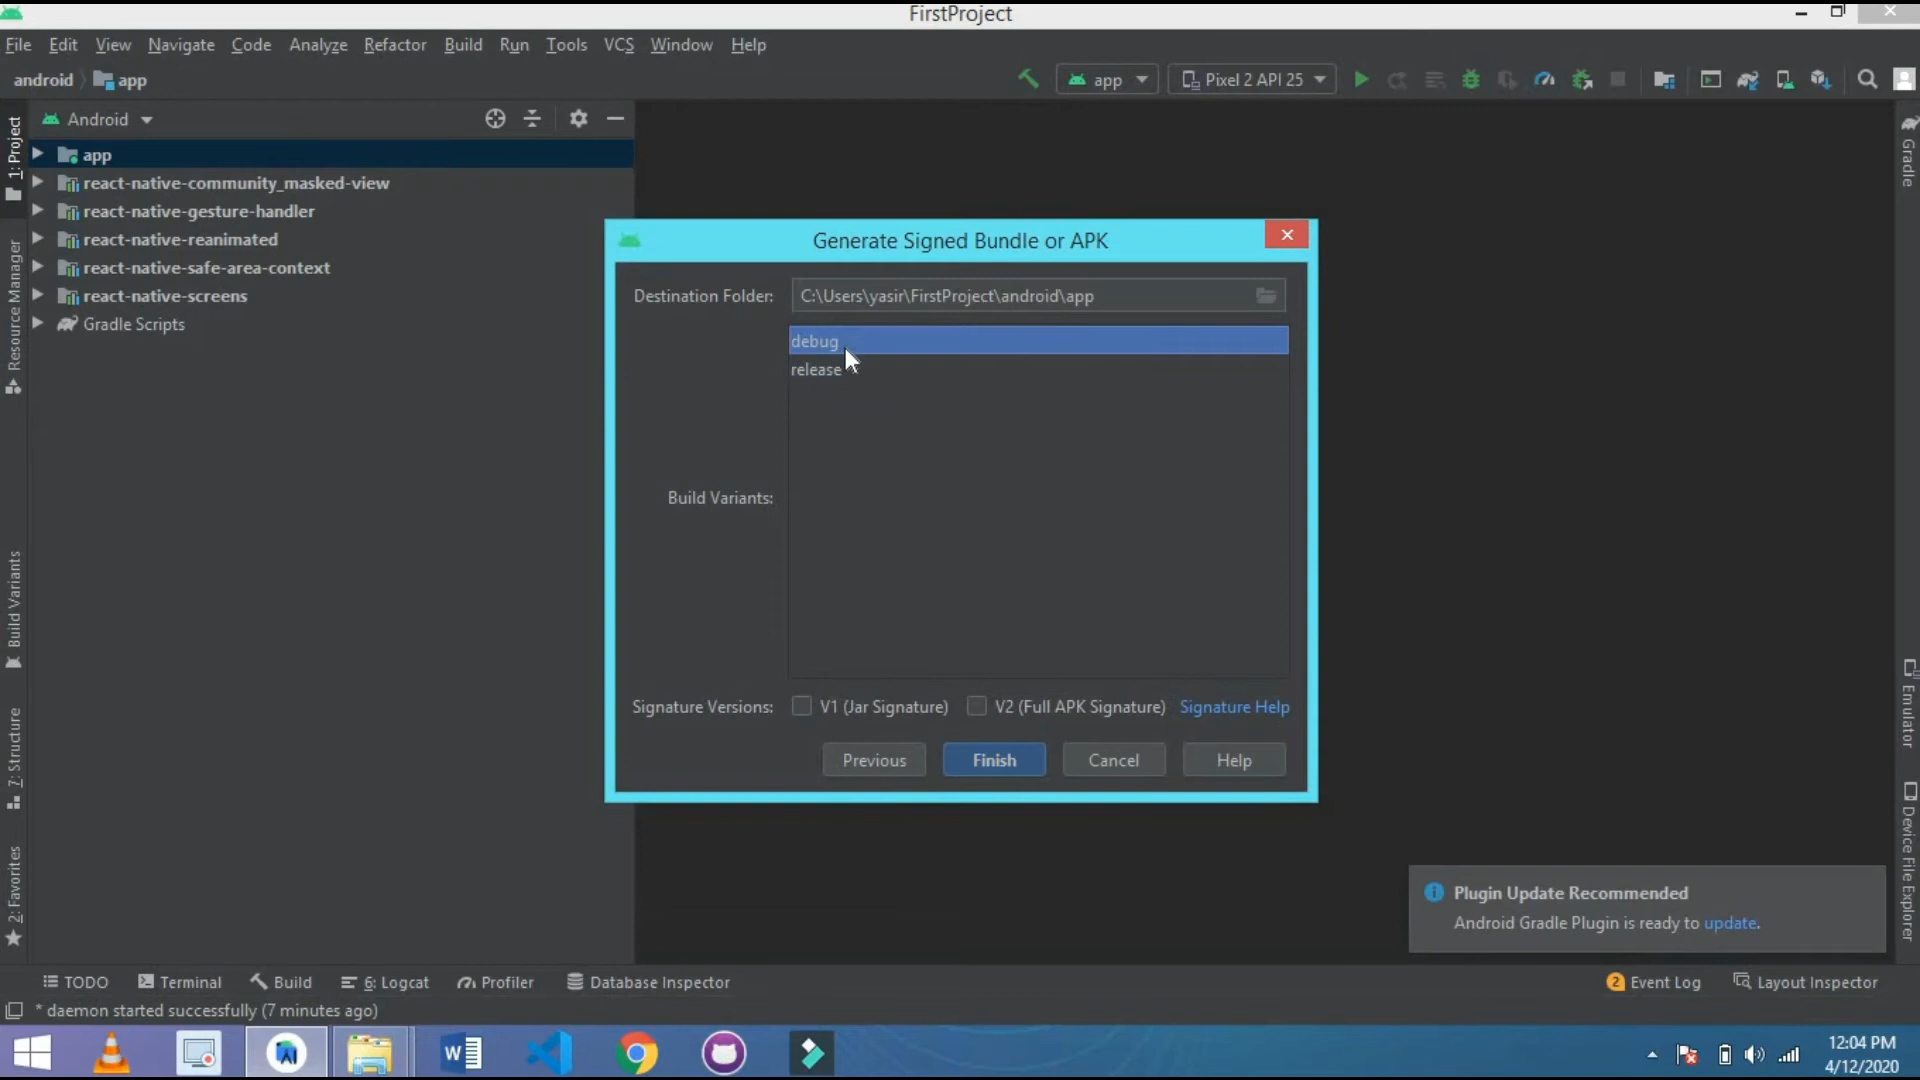 FirstProject
File Edit View Navigate Code Analyze Refactor Build Run Tools VCS Window Help
android app
app Pixel 2 API 25
Android
app
react-native-community_masked-view
react-native-gesture-handler
react-native-reanimated
react-native-safe-area-context
react-native-screens
Gradle Scripts
1: Project
Resource Manager
Build Variants
7: Structure
2: Favorites
Generate Signed Bundle or APK
Destination Folder: C:\Users\yasir\FirstProject\android\app
debug
release
Build Variants:
Signature Versions: V1 (Jar Signature) V2 (Full APK Signature) Signature Help
Previous Finish Cancel Help
Gradle
Emulator
Device File Explorer
Plugin Update Recommended
Android Gradle Plugin is ready to update.
TODO Terminal Build 6: Logcat Profiler Database Inspector 2 Event Log Layout Inspector
* daemon started successfully (7 minutes ago)
12:04 PM
4/12/2020